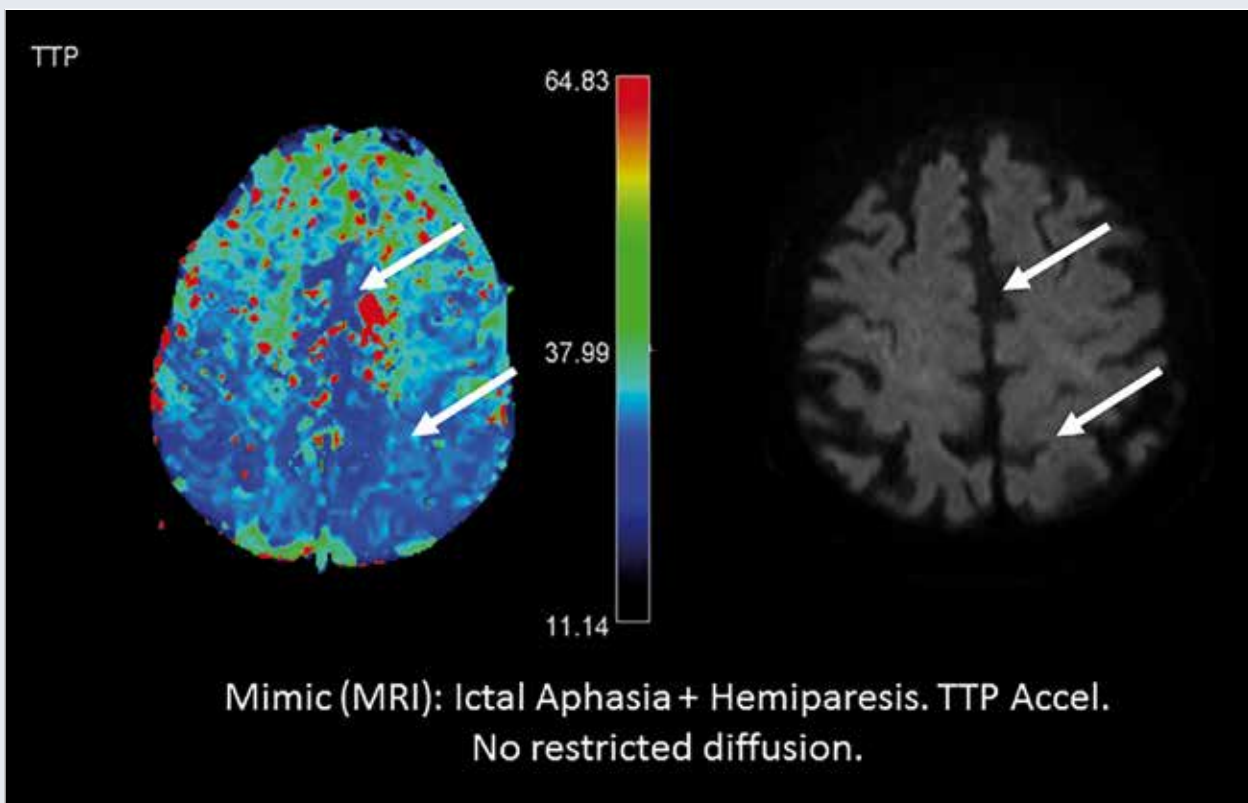 TTP
64.83
37.99
11.14
Mimic (MRI): Ictal Aphasia + Hemiparesis. TTP Accel.
No restricted diffusion.